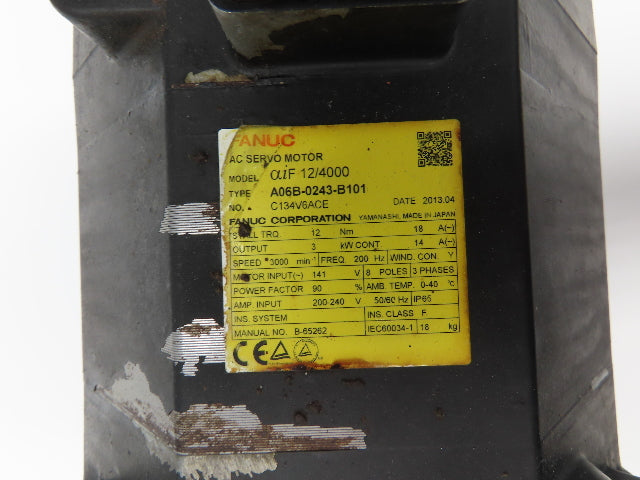 FANUC
AC SERVO MOTOR
MODEL αiF 12/4000
TYPE A06B-0243-B101
NO. C134V6ACE DATE 2013.04
FANUC CORPORATION YAMANASHI, MADE IN JAPAN
STALL TRQ. 12 Nm 18 A(~)
OUTPUT 3 kW CONT. 14 A(~)
SPEED 3000 min⁻¹ FREQ. 200 Hz WIND. CON. Y
MOTOR INPUT(~) 141 V 8 POLES 3 PHASES
POWER FACTOR 90 % AMB. TEMP. 0-40 ℃
AMP. INPUT 200-240 V 50/60 Hz IP65
INS. SYSTEM INS. CLASS F
MANUAL NO. B-65262 IEC60034-1 18 kg
CE